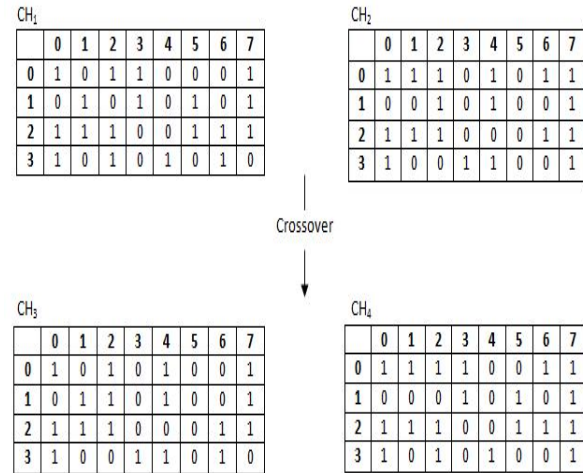 CH₁
0 1 2 3 4 5 6 7
0 1 0 1 1 0 0 0 1
1 0 1 0 1 0 1 0 1
2 1 1 1 0 0 1 1 1
3 1 0 1 0 1 0 1 0
CH₂
0 1 2 3 4 5 6 7
0 1 1 1 0 1 0 1 1
1 0 0 1 0 1 0 0 1
2 1 1 1 0 0 0 1 1
3 1 0 0 1 1 0 0 1
Crossover
CH₃
0 1 2 3 4 5 6 7
0 1 0 1 0 1 0 0 1
1 0 1 1 0 1 0 0 1
2 1 1 1 0 0 0 1 1
3 1 0 0 1 1 0 1 0
CH₄
0 1 2 3 4 5 6 7
0 1 1 1 1 0 0 1 1
1 0 0 0 1 0 1 0 1
2 1 1 1 0 0 1 1 1
3 1 0 1 0 1 0 0 1